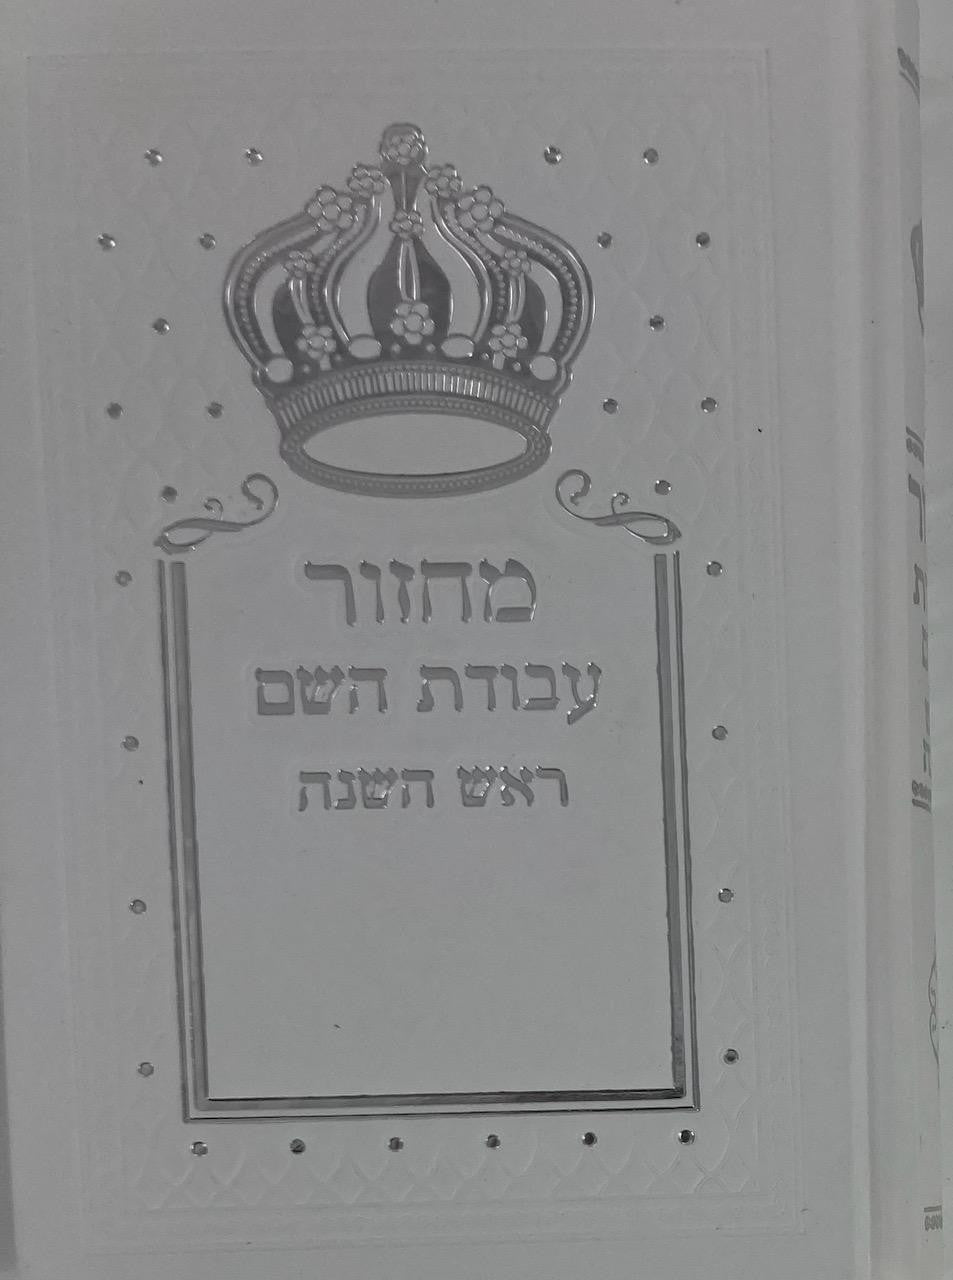 מחזור
עבודת השם
ראש השנה